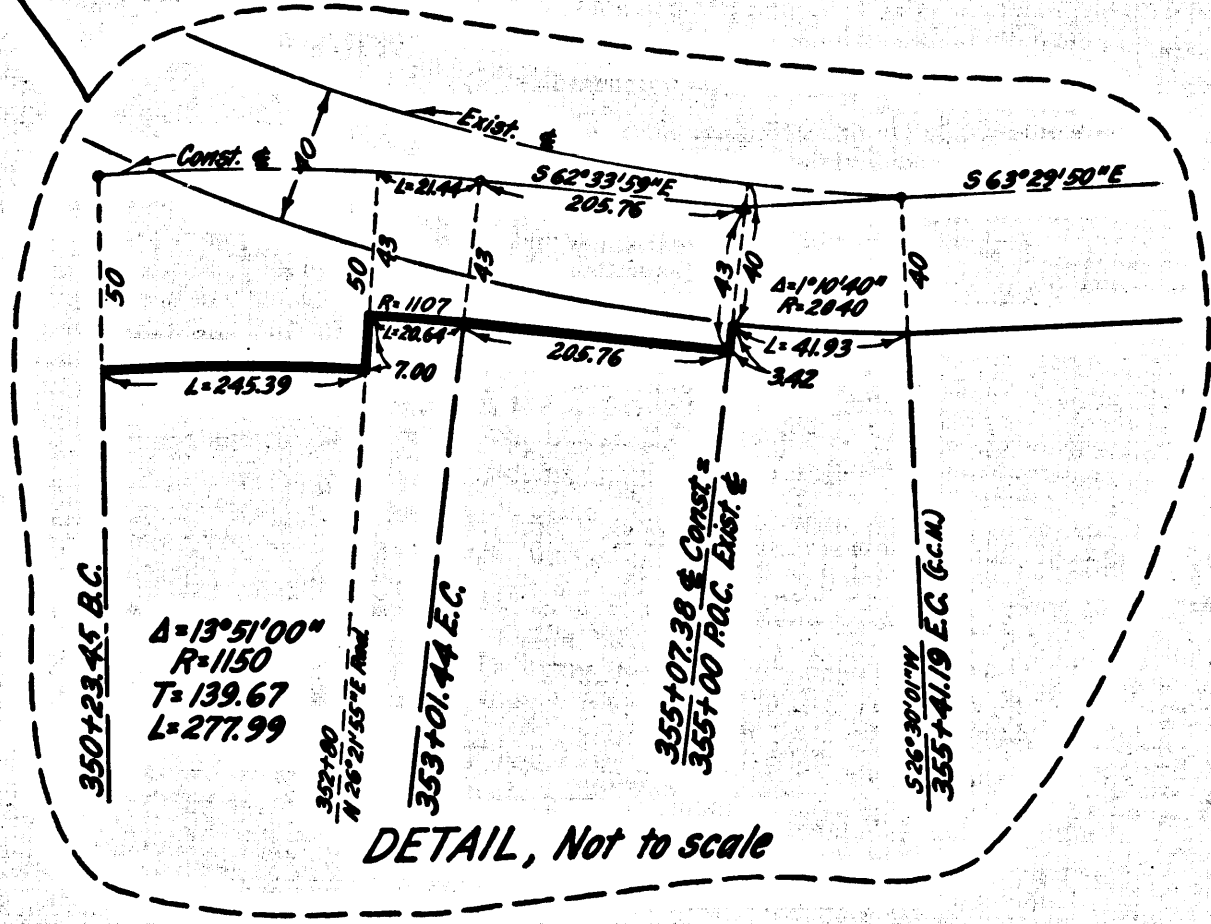 Exist. ℄
Const. ℄
40
L=21.44
S 62°33'59"E
205.76
S 63°29'50"E
50
50
43
43
43
40
40
Δ=1°10'40"
R=2840
R=1107
L=20.64
205.76
L=41.93
3.42
7.00
L=245.39
350+23.45 B.C.
Δ=13°51'00"
R=1150
T=139.67
L=277.99
352+80
N 26°21'55"E Rad.
353+01.44 E.C.
355+07.38 ℄ Const. =
355+00 P.O.C. Exist. ℄
S 26°30'01"W
355+41.19 E.C. (F.C.M.)
DETAIL, Not to scale